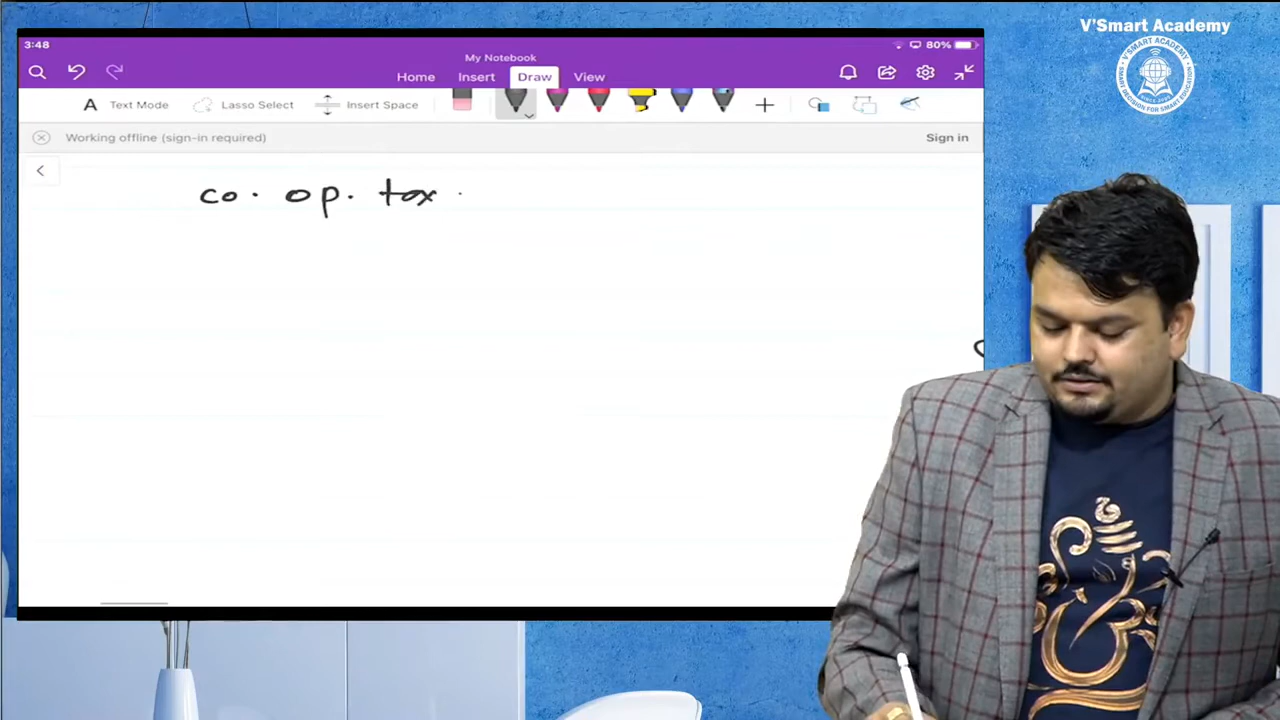 V'Smart Academy
3:48
80%
My Notebook
Home Insert Draw View
A Text Mode Lasso Select Insert Space
Working offline (sign-in required) Sign in
co. op. tax.